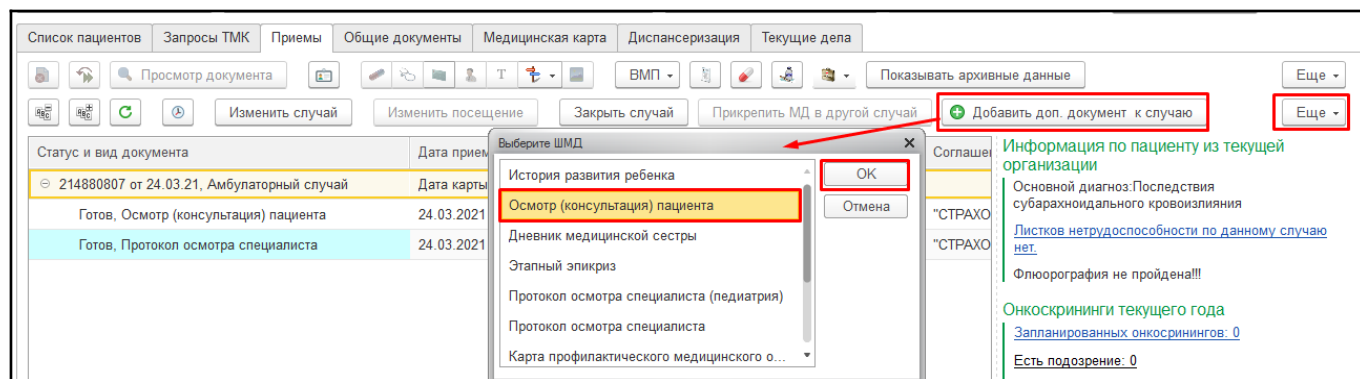 Список пациентов Запросы ТМК Приемы Общие документы Медицинская карта Диспансеризация Текущие дела
Просмотр документа Т ВМП Показывать архивные данные Еще
Изменить случай Изменить посещение Закрыть случай Прикрепить МД в другой случай Добавить доп. документ к случаю Еще
Статус и вид документа Дата прием Соглашен
214880807 от 24.03.21, Амбулаторный случай Дата карты
Готов, Осмотр (консультация) пациента 24.03.2021 "СТРАХО
Готов, Протокол осмотра специалиста 24.03.2021 "СТРАХО
Выберите ШМД
История развития ребенка
Осмотр (консультация) пациента
Дневник медицинской сестры
Этапный эпикриз
Протокол осмотра специалиста (педиатрия)
Протокол осмотра специалиста
Карта профилактического медицинского о...
OK
Отмена
Информация по пациенту из текущей
организации
Основной диагноз:Последствия
субарахноидального кровоизлияния
Листков нетрудоспособности по данному случаю
нет.
Флюорография не пройдена!!!
Онкоскрининги текущего года
Запланированных онкосринингов: 0
Есть подозрение: 0